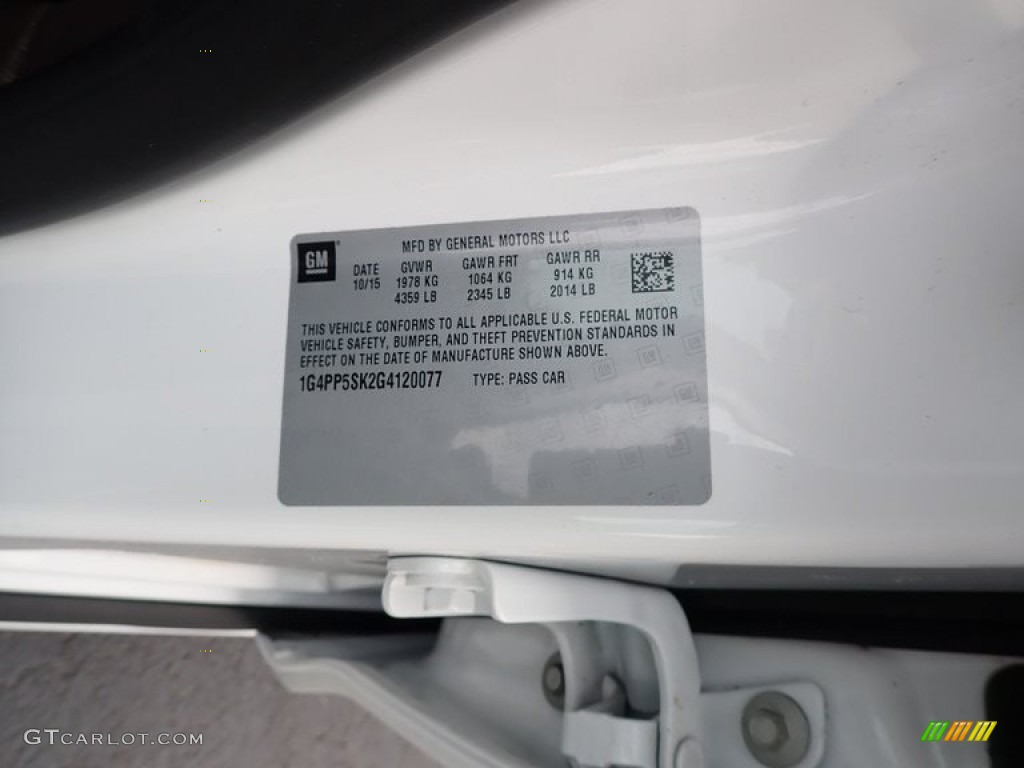 GM
MFD BY GENERAL MOTORS LLC
DATE GVWR GAWR FRT GAWR RR
10/15 1978 KG 1064 KG 914 KG
4359 LB 2345 LB 2014 LB
THIS VEHICLE CONFORMS TO ALL APPLICABLE U.S. FEDERAL MOTOR
VEHICLE SAFETY, BUMPER, AND THEFT PREVENTION STANDARDS IN
EFFECT ON THE DATE OF MANUFACTURE SHOWN ABOVE.
1G4PP5SK2G4120077 TYPE: PASS CAR
GTCARLOT.COM